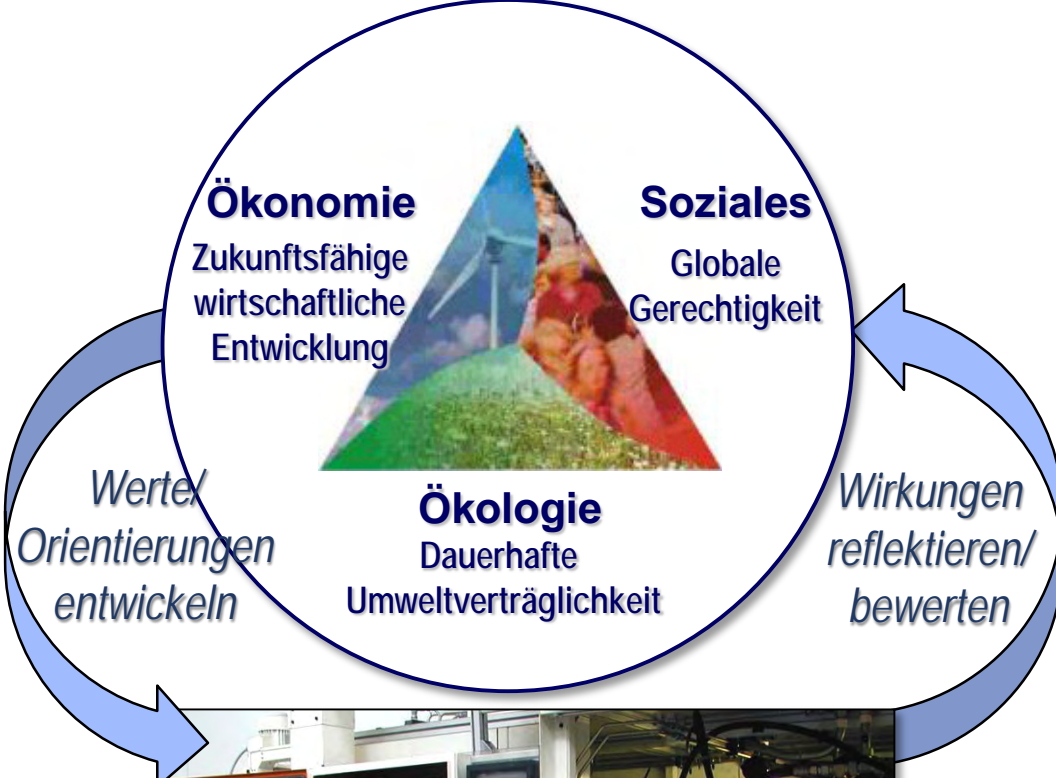 Ökonomie
Zukunftsfähige
wirtschaftliche
Entwicklung
Soziales
Globale
Gerechtigkeit
Ökologie
Dauerhafte
Umweltverträglichkeit
Werte/
Orientierungen
entwickeln
Wirkungen
reflektieren/
bewerten